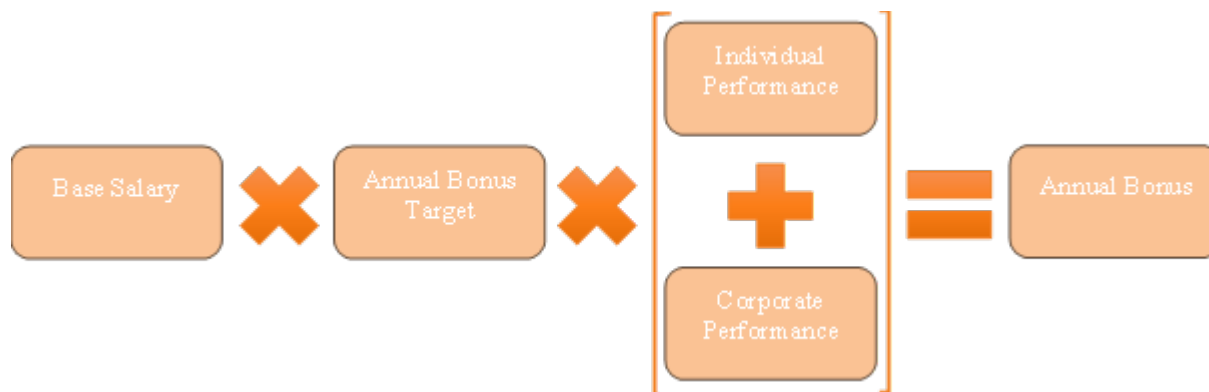 Base Salary
Annual Bonus
Target
Individual
Performance
Corporate
Performance
Annual Bonus